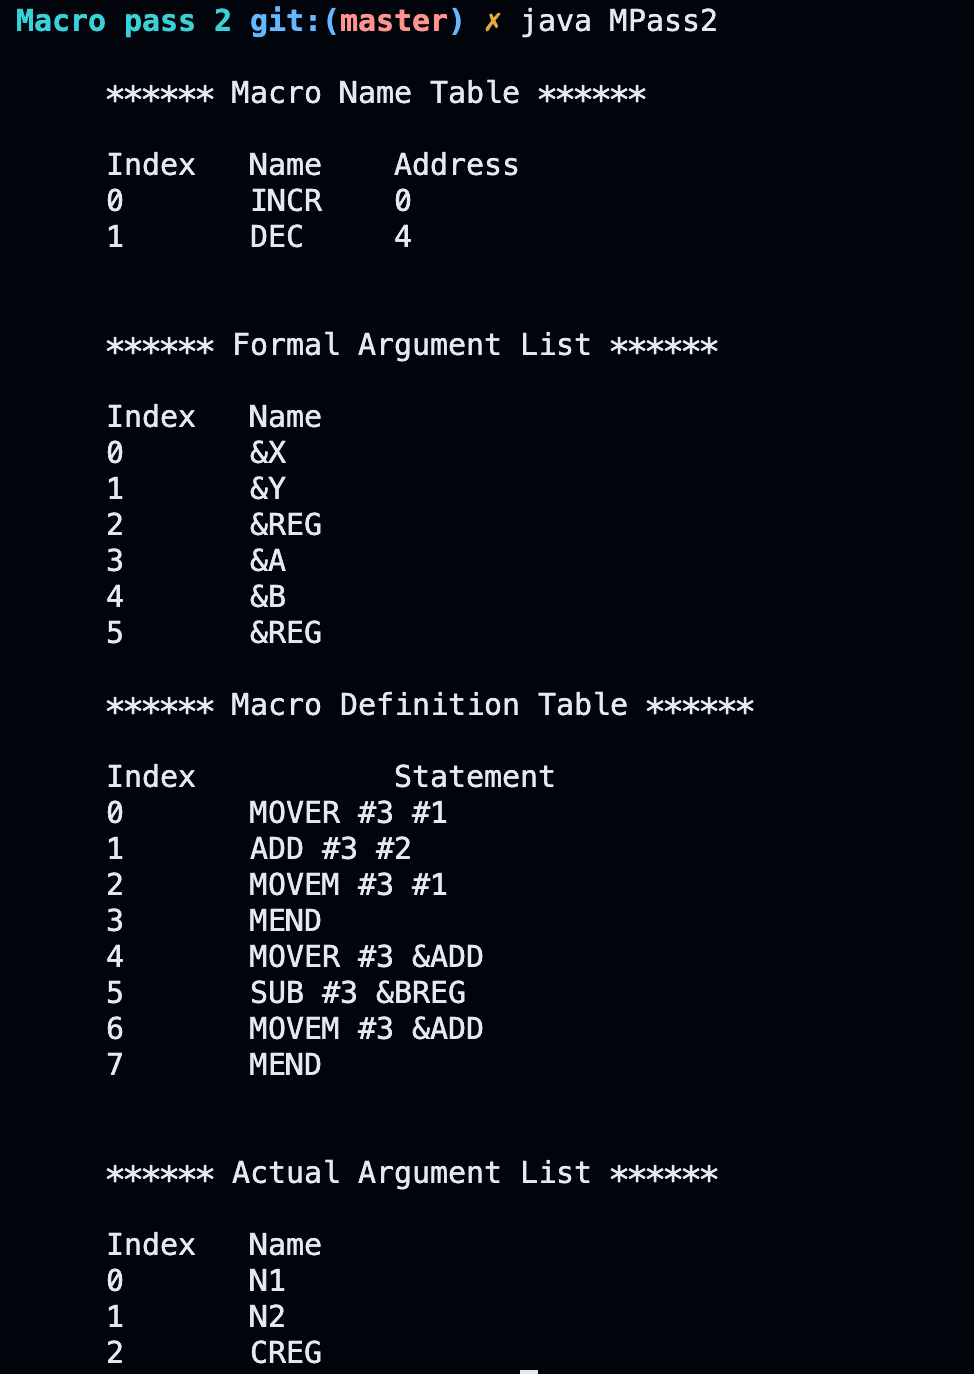 Macro pass 2 git:(master) ✗ java MPass2
****** Macro Name Table ******
Index Name Address
0 INCR 0
1 DEC 4
****** Formal Argument List ******
Index Name
0 &X
1 &Y
2 &REG
3 &A
4 &B
5 &REG
****** Macro Definition Table ******
Index Statement
0 MOVER #3 #1
1 ADD #3 #2
2 MOVEM #3 #1
3 MEND
4 MOVER #3 &ADD
5 SUB #3 &BREG
6 MOVEM #3 &ADD
7 MEND
****** Actual Argument List ******
Index Name
0 N1
1 N2
2 CREG